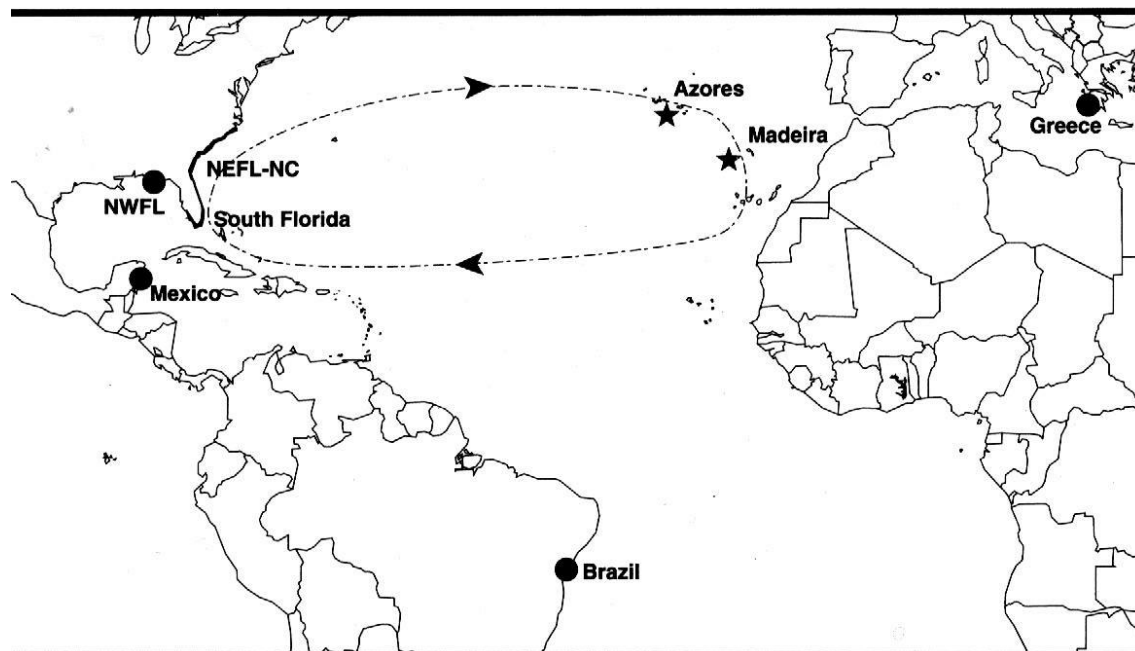 Azores
Madeira
Greece
NEFL-NC
NWFL
South Florida
Mexico
Brazil